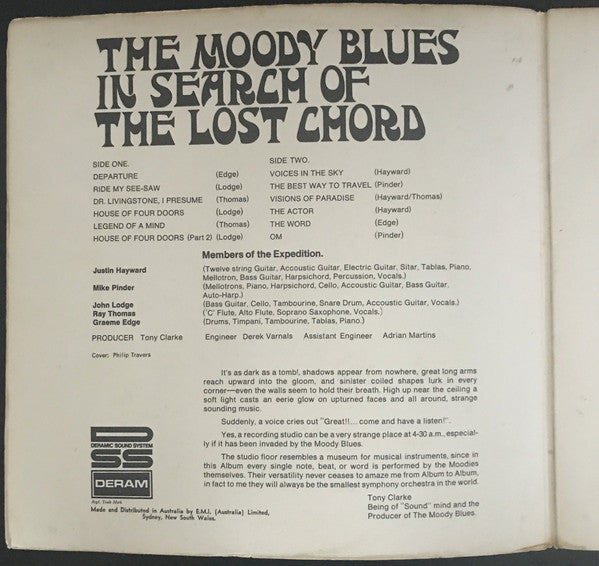 THE MOODY BLUES
IN SEARCH OF
THE LOST CHORD
SIDE ONE.
DEPARTURE (Edge)
RIDE MY SEE-SAW (Lodge)
DR. LIVINGSTONE, I PRESUME (Thomas)
HOUSE OF FOUR DOORS (Lodge)
LEGEND OF A MIND (Thomas)
HOUSE OF FOUR DOORS (Part 2) (Lodge)
SIDE TWO.
VOICES IN THE SKY (Hayward)
THE BEST WAY TO TRAVEL (Pinder)
VISIONS OF PARADISE (Hayward/Thomas)
THE ACTOR (Hayward)
THE WORD (Edge)
OM (Pinder)
Members of the Expedition.
Justin Hayward (Twelve string Guitar, Accoustic Guitar, Electric Guitar, Sitar, Tablas, Piano,
Mellotron, Bass Guitar, Harpsichord, Percussion, Vocals.)
Mike Pinder (Mellotrons, Piano, Harpsichord, Cello, Accoustic Guitar, Bass Guitar,
Auto-Harp.)
John Lodge (Bass Guitar, Cello, Tambourine, Snare Drum, Accoustic Guitar, Vocals.)
Ray Thomas ('C' Flute, Alto Flute, Soprano Saxophone, Vocals.)
Graeme Edge (Drums, Timpani, Tambourine, Tablas, Piano.)
PRODUCER Tony Clarke Engineer Derek Varnals Assistant Engineer Adrian Martins
Cover: Philip Travers
It's as dark as a tomb!, shadows appear from nowhere, great long arms
reach upward into the gloom, and sinister coiled shapes lurk in every
corner—even the walls seem to hold their breath. High up near the ceiling a
soft light casts an eerie glow on upturned faces and all around, strange
sounding music.
Suddenly, a voice cries out "Great!!... come and have a listen!".
Yes, a recording studio can be a very strange place at 4-30 a.m., especial-
ly if it has been invaded by the Moody Blues.
The studio floor resembles a museum for musical instruments, since in
this Album every single note, beat, or word is performed by the Moodies
themselves. Their versatility never ceases to amaze me from Album to Album,
in fact to me they will always be the smallest symphony orchestra in the world.
Tony Clarke
Being of "Sound" mind and the
Producer of The Moody Blues.
DERAMIC SOUND SYSTEM
DSS
DERAM
Regd. Trade Mark
Made and Distributed in Australia by E.M.I. (Australia) Limited,
Sydney, New South Wales.